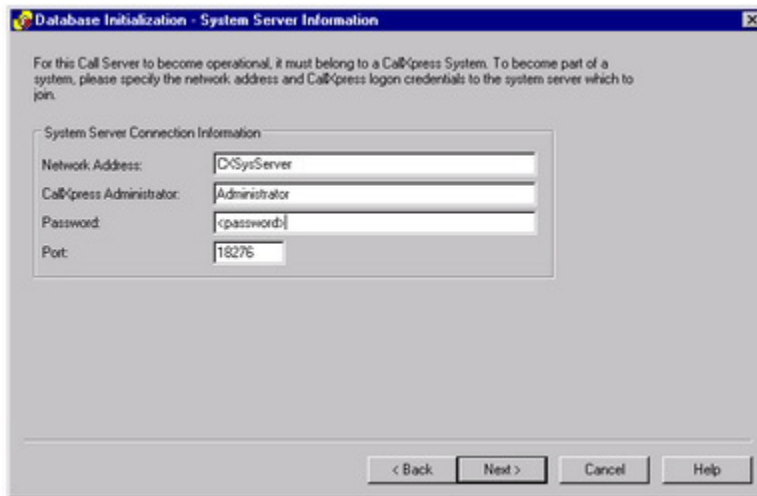 Database Initialization - System Server Information
For this Call Server to become operational, it must belong to a CallXpress System. To become part of a
system, please specify the network address and CallXpress logon credentials to the system server which to
join.
System Server Connection Information
Network Address: CXSysServer
CallXpress Administrator: Administrator
Password: <password>
Port: 18276
< Back Next > Cancel Help